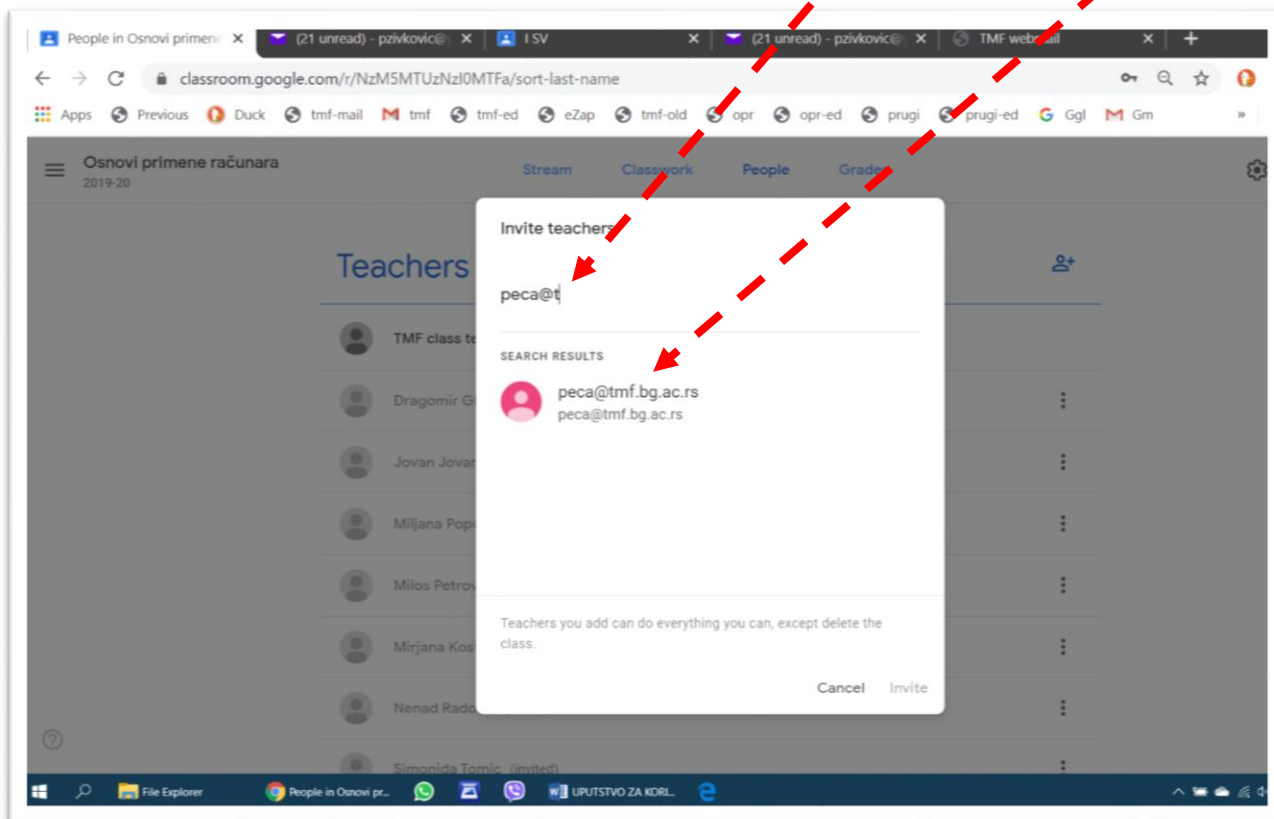 People in Osnovi primen (21 unread) - pzivkovic@ I SV (21 unread) - pzivkovic@ TMF
classroom.google.com/r/NzM5MTUzNzI0MTFa/sort-last-name
Apps Previous Duck tmf-mail tmf tmf-ed eZap tmf-old opr opr-ed prugi prugi-ed Ggl Gm »
Osnovi primene računara
2019-20
Stream Classwork People Grades
Invite teachers
Teachers
peca@t
TMF class te
SEARCH RESULTS
peca@tmf.bg.ac.rs
peca@tmf.bg.ac.rs
Dragomir G
Jovan Jovan
Miljana Pop
Milos Petrov
Teachers you add can do everything you can, except delete the
class.
Mirjana Kos
Cancel Invite
Nenad Rado
Simonida Tomic (invited)
File Explorer People in Osnovi pr... UPUTSTVO ZA KORI...